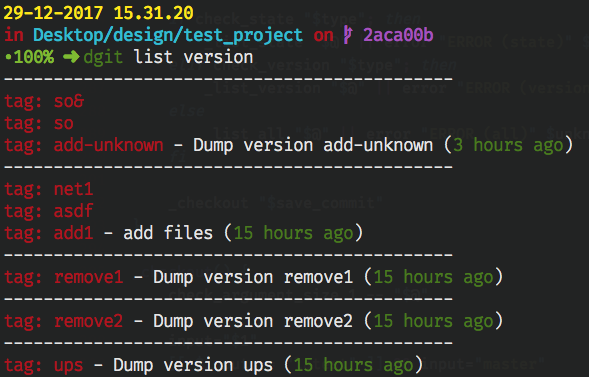 29-12-2017 15.31.20
in Desktop/design/test_project on 2aca00b
•100% ➜dgit list version
---------------------------------------------
tag: so&
tag: so
tag: add-unknown - Dump version add-unknown (3 hours ago)
---------------------------------------------
tag: net1
tag: asdf
tag: add1 - add files (15 hours ago)
---------------------------------------------
tag: remove1 - Dump version remove1 (15 hours ago)
---------------------------------------------
tag: remove2 - Dump version remove2 (15 hours ago)
---------------------------------------------
tag: ups - Dump version ups (15 hours ago)